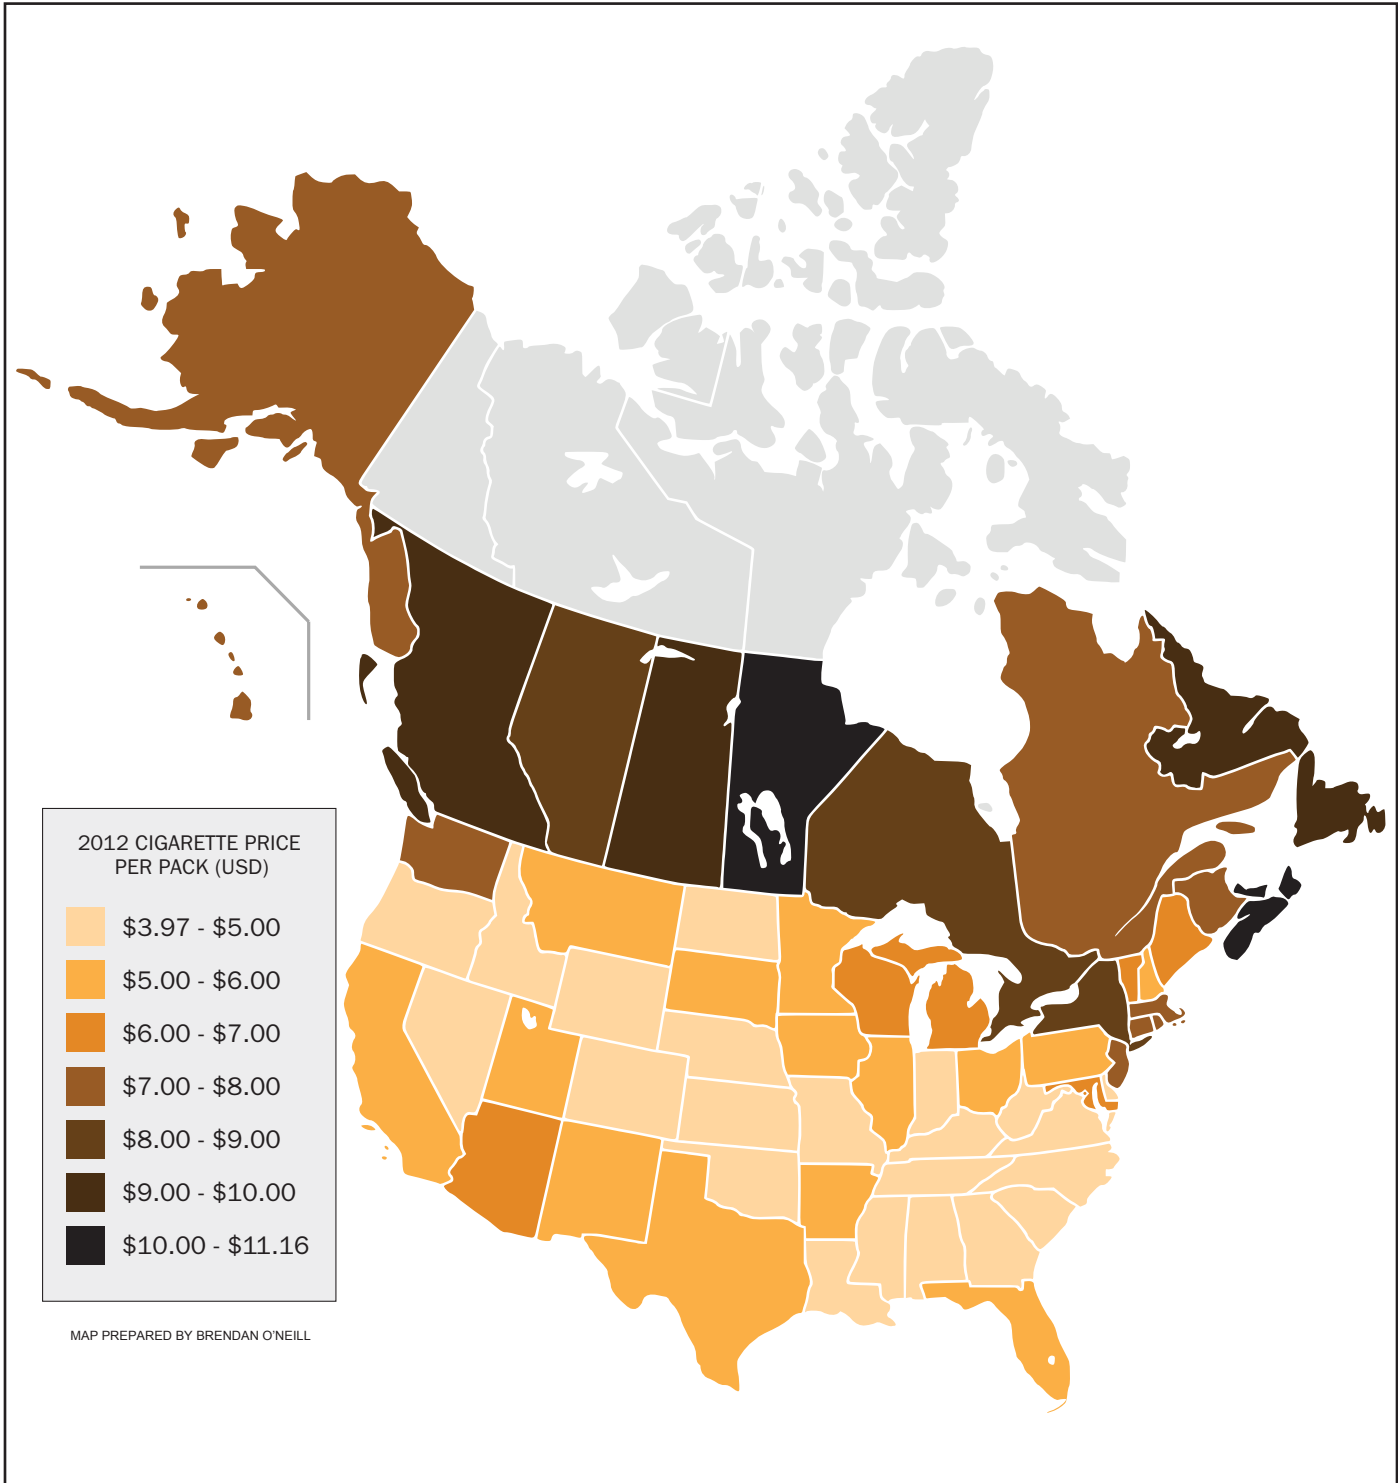 2012 CIGARETTE PRICE
PER PACK (USD)
$3.97 - $5.00
$5.00 - $6.00
$6.00 - $7.00
$7.00 - $8.00
$8.00 - $9.00
$9.00 - $10.00
$10.00 - $11.16
MAP PREPARED BY BRENDAN O'NEILL